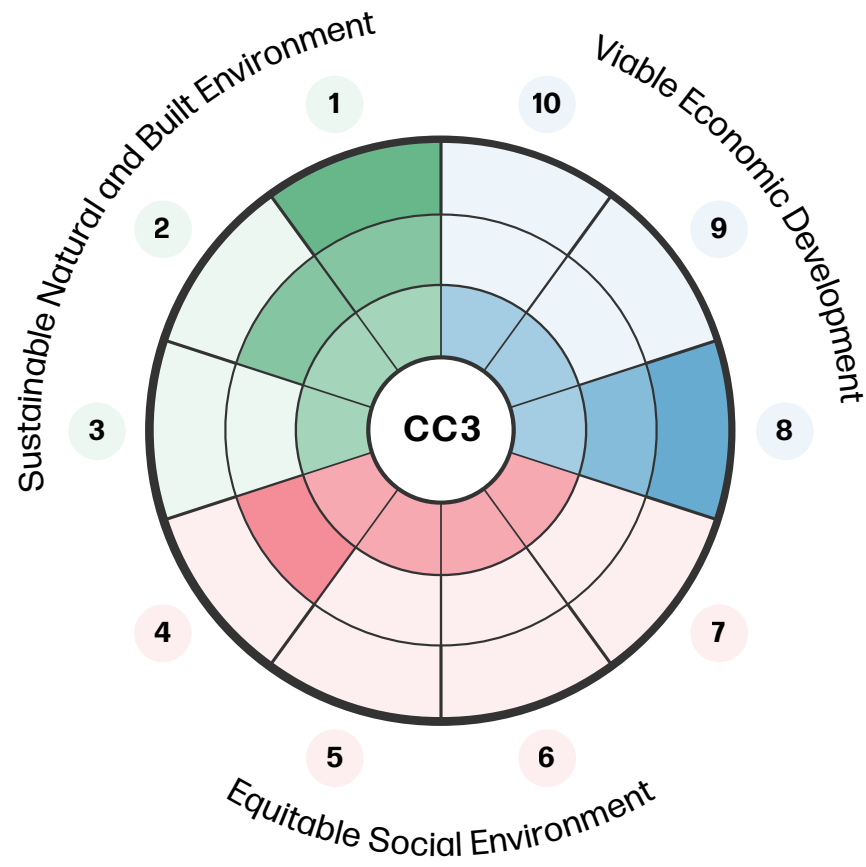 Sustainable Natural and Built Environment
Viable Economic Development
1
10
2
9
3
CC3
8
4
7
5
6
Equitable Social Environment